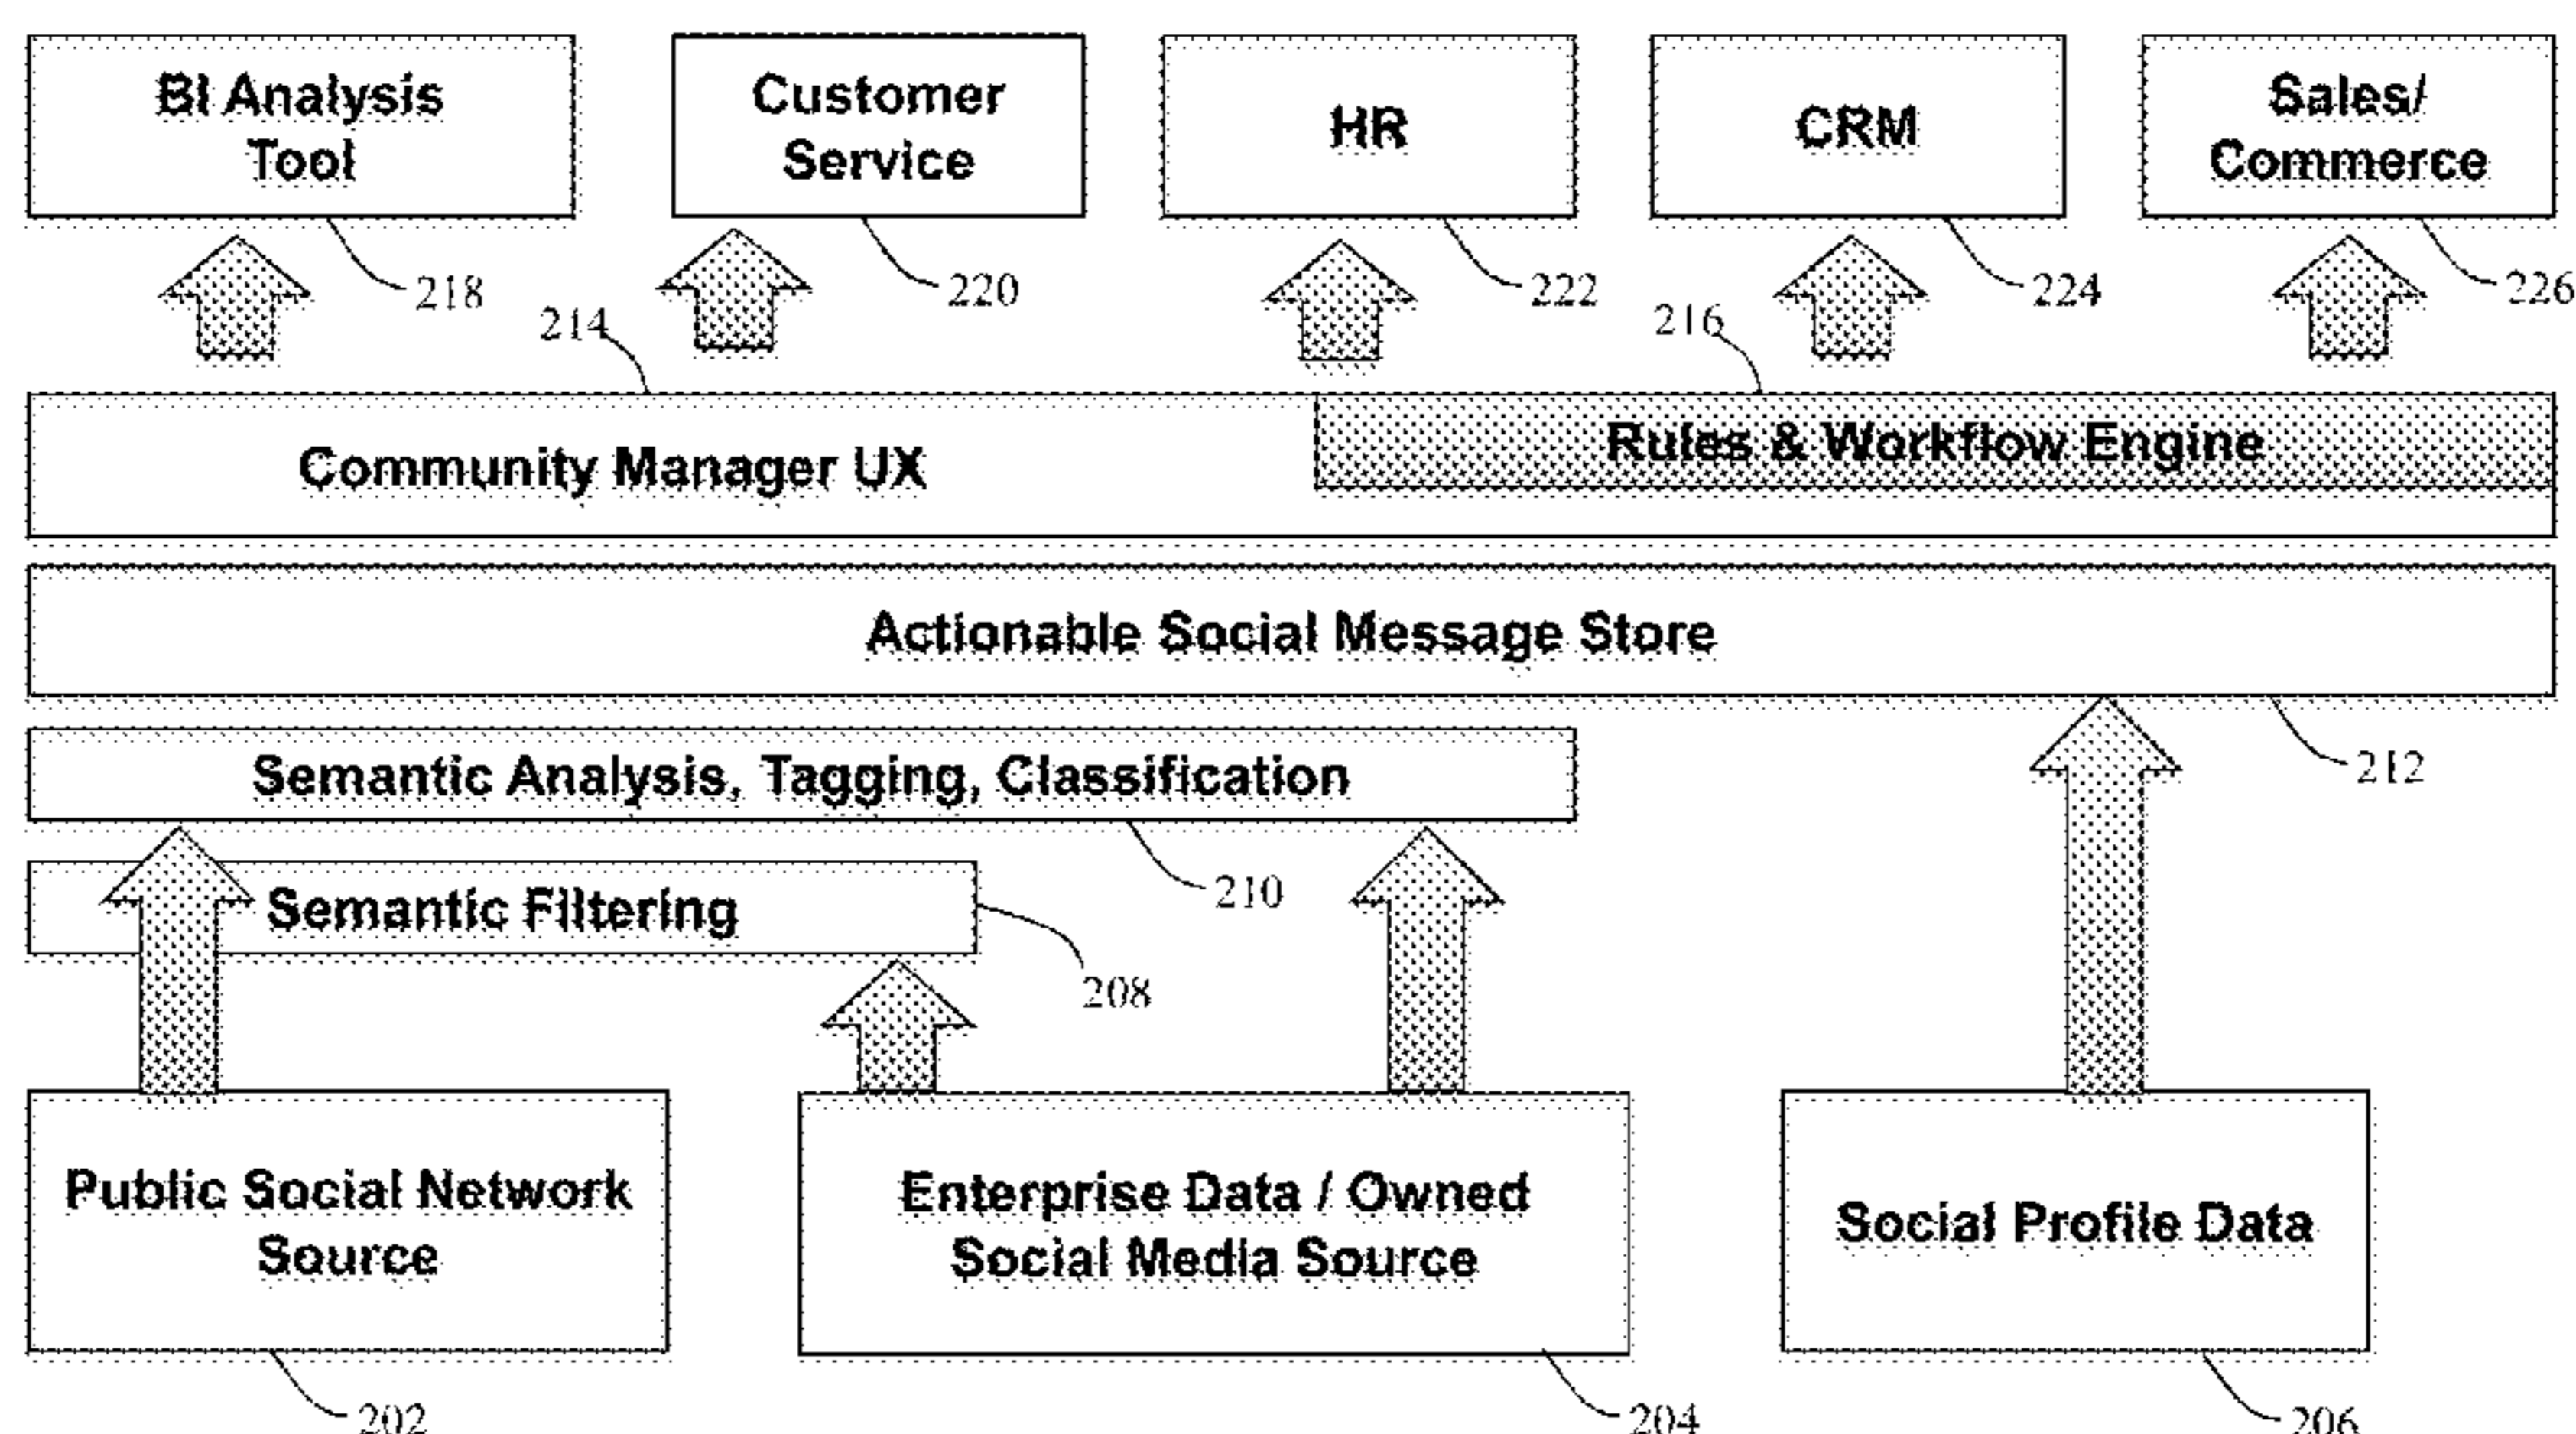 BI Analysis
Tool
Customer
Service
HR
CRM
Sales/
Commerce
218
220
222
224
226
214
216
Community Manager UX
Rules & Workflow Engine
Actionable Social Message Store
212
Semantic Analysis, Tagging, Classification
210
Semantic Filtering
208
Public Social Network
Source
Enterprise Data / Owned
Social Media Source
Social Profile Data
202
204
206